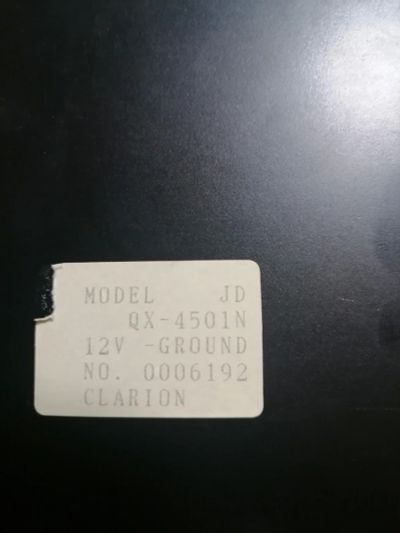 MODEL JD
QX-4501N
12V -GROUND
NO. 0006192
CLARION